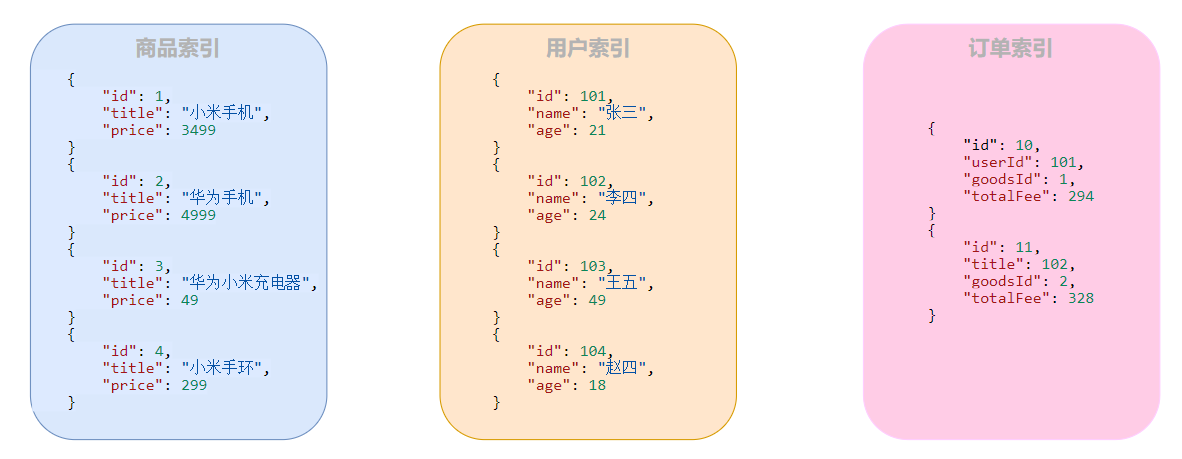 商品索引
{
"id": 1,
"title": "小米手机",
"price": 3499
}
{
"id": 2,
"title": "华为手机",
"price": 4999
}
{
"id": 3,
"title": "华为小米充电器",
"price": 49
}
{
"id": 4,
"title": "小米手环",
"price": 299
}
用户索引
{
"id": 101,
"name": "张三",
"age": 21
}
{
"id": 102,
"name": "李四",
"age": 24
}
{
"id": 103,
"name": "王五",
"age": 49
}
{
"id": 104,
"name": "赵四",
"age": 18
}
订单索引
{
"id": 10,
"userId": 101,
"goodsId": 1,
"totalFee": 294
}
{
"id": 11,
"title": 102,
"goodsId": 2,
"totalFee": 328
}